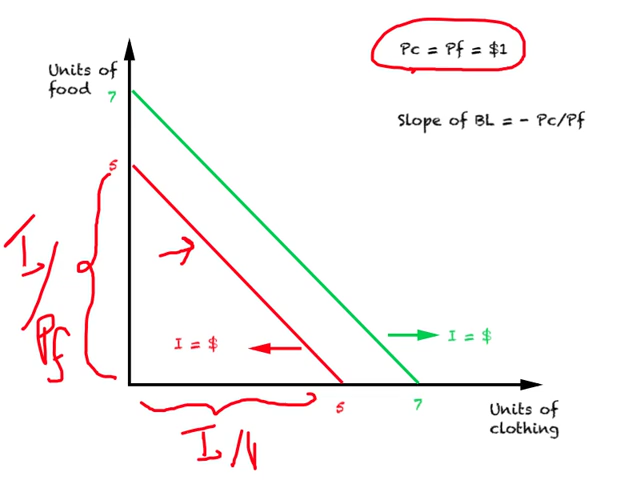 Pc = Pf = $1
Units of
food
7
Slope of BL = - Pc/Pf
5
I/
Pf
I = $
I = $
5
7
Units of
clothing
I/